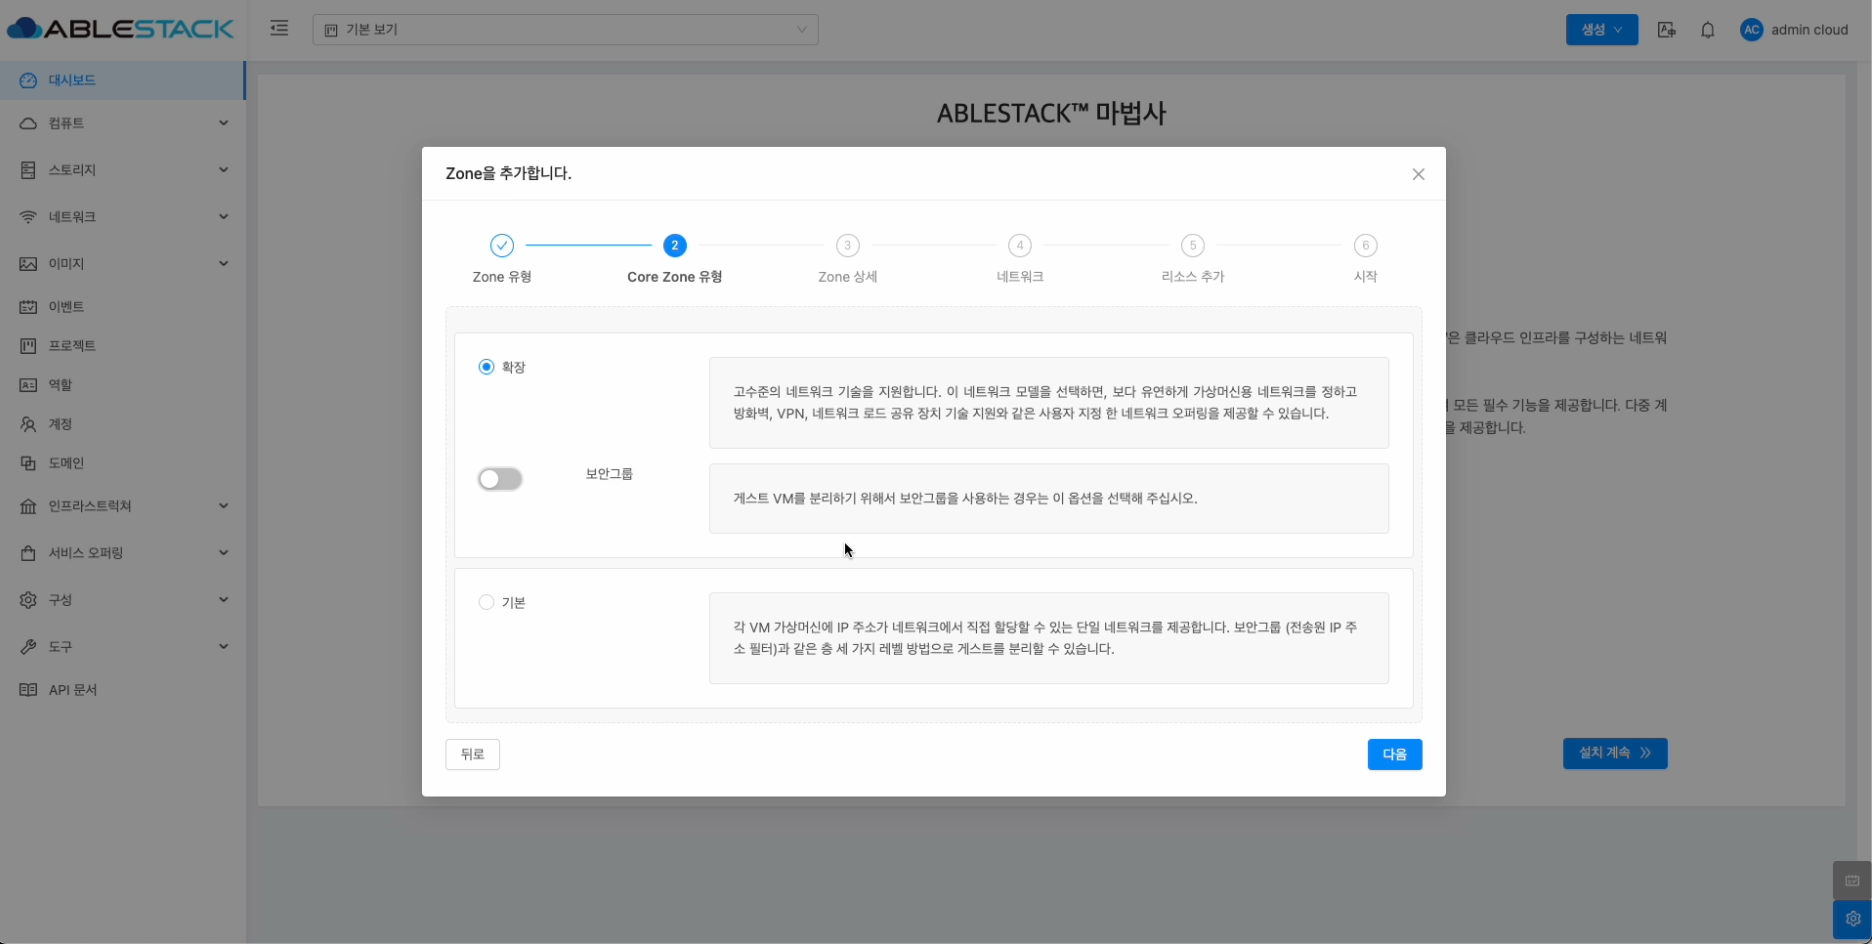 ABLESTACK
기본 보기
생성
AC
admin cloud
대시보드
컴퓨트
스토리지
네트워크
이미지
이벤트
프로젝트
역할
계정
도메인
인프라스트럭쳐
서비스 오퍼링
구성
도구
API 문서
ABLESTACK™ 마법사
은 클라우드 인프라를 구성하는 네트워
모든 필수 기능을 제공합니다. 다중 계
을 제공합니다.
설치 계속
Zone을 추가합니다.
2
3
4
5
6
Zone 유형
Core Zone 유형
Zone 상세
네트워크
리소스 추가
시작
확장
고수준의 네트워크 기술을 지원합니다. 이 네트워크 모델을 선택하면, 보다 유연하게 가상머신용 네트워크를 정하고
방화벽, VPN, 네트워크 로드 공유 장치 기술 지원와 같은 사용자 지정 한 네트워크 오퍼링을 제공할 수 있습니다.
보안그룹
게스트 VM를 분리하기 위해서 보안그룹을 사용하는 경우는 이 옵션을 선택해 주십시오.
기본
각 VM 가상머신에 IP 주소가 네트워크에서 직접 할당할 수 있는 단일 네트워크를 제공합니다. 보안그룹 (전송원 IP 주
소 필터)과 같은 총 세 가지 레벨 방법으로 게스트를 분리할 수 있습니다.
뒤로
다음